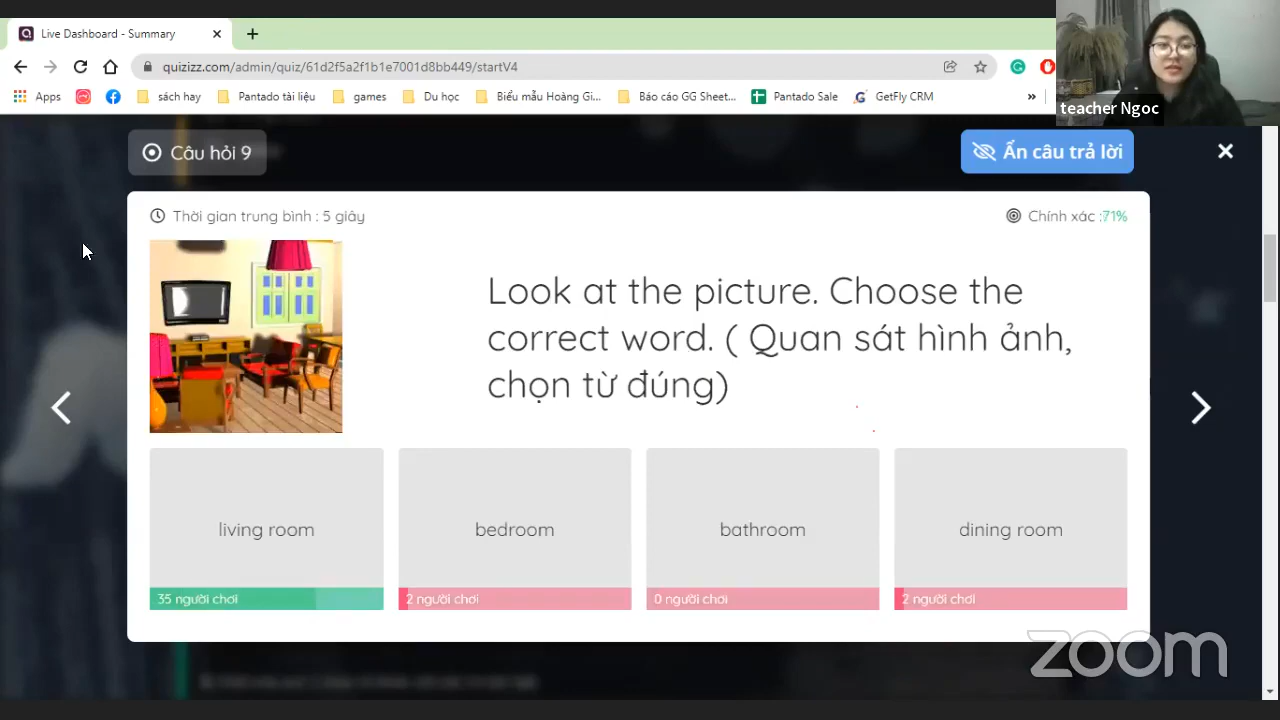 Live Dashboard - Summary
quizizz.com/admin/quiz/61d2f5a2f1b1e7001d8bb449/startV4
Apps sách hay Pantado tài liệu games Du học Biểu mẫu Hoàng Gi... Báo cáo GG Sheet... Pantado Sale GetFly CRM »
teacher Ngoc
Câu hỏi 9
Ẩn câu trả lời
Thời gian trung bình : 5 giây
Chính xác :71%
Look at the picture. Choose the
correct word. ( Quan sát hình ảnh,
chọn từ đúng)
living room
35 người chơi
bedroom
2 người chơi
bathroom
0 người chơi
dining room
2 người chơi
zoom